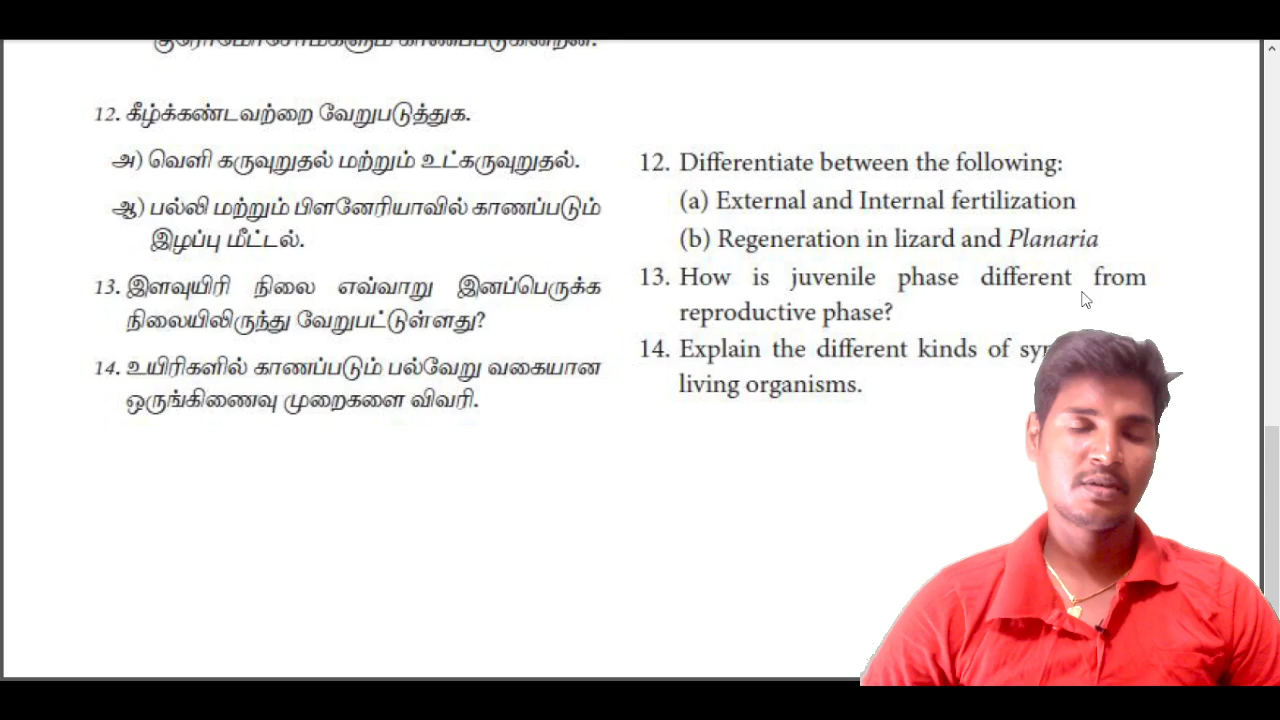 12. கீழ்க்கண்டவற்றை வேறுபடுத்துக.
அ) வெளி கருவுறுதல் மற்றும் உட்கருவுறுதல்.
ஆ) பல்லி மற்றும் பிளனேரியாவில் காணப்படும்
இழப்பு மீட்டல்.
13. இளவுயிரி நிலை எவ்வாறு இனப்பெருக்க
நிலையிலிருந்து வேறுபட்டுள்ளது?
14. உயிரிகளில் காணப்படும் பல்வேறு வகையான
ஒருங்கிணைவு முறைகளை விவரி.
12. Differentiate between the following:
(a) External and Internal fertilization
(b) Regeneration in lizard and Planaria
13. How is juvenile phase different from
reproductive phase?
14. Explain the different kinds of
living organisms.